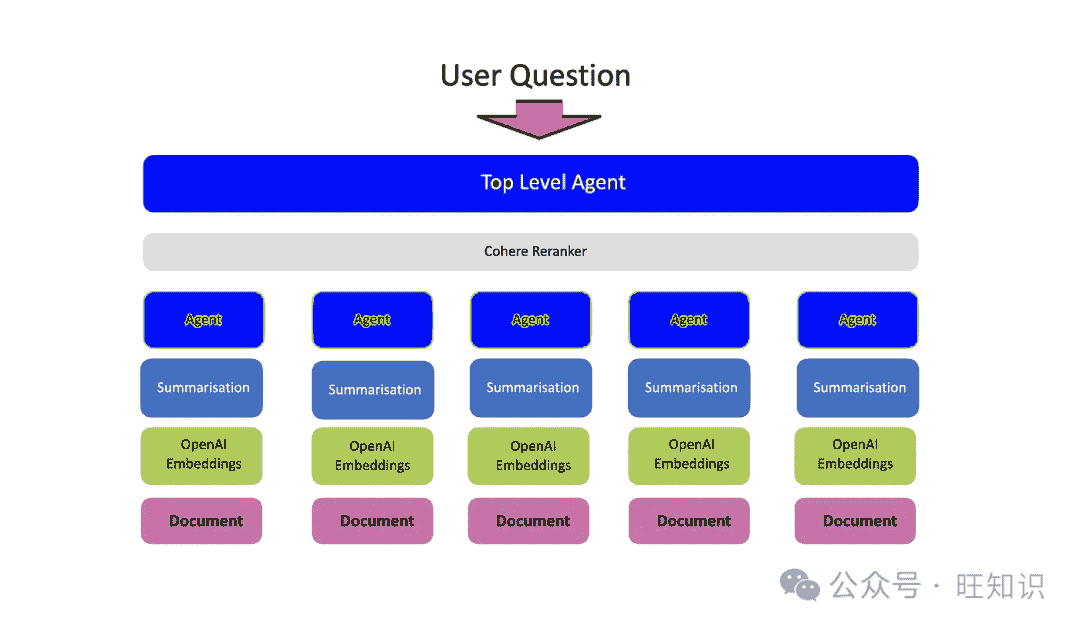 User Question
Top Level Agent
Cohere Reranker
Agent
Agent
Agent
Agent
Agent
Summarisation
Summarisation
Summarisation
Summarisation
Summarisation
OpenAI
Embeddings
OpenAI
Embeddings
OpenAI
Embeddings
OpenAI
Embeddings
OpenAI
Embeddings
Document
Document
Document
Document
Document
公众号 · 旺知识